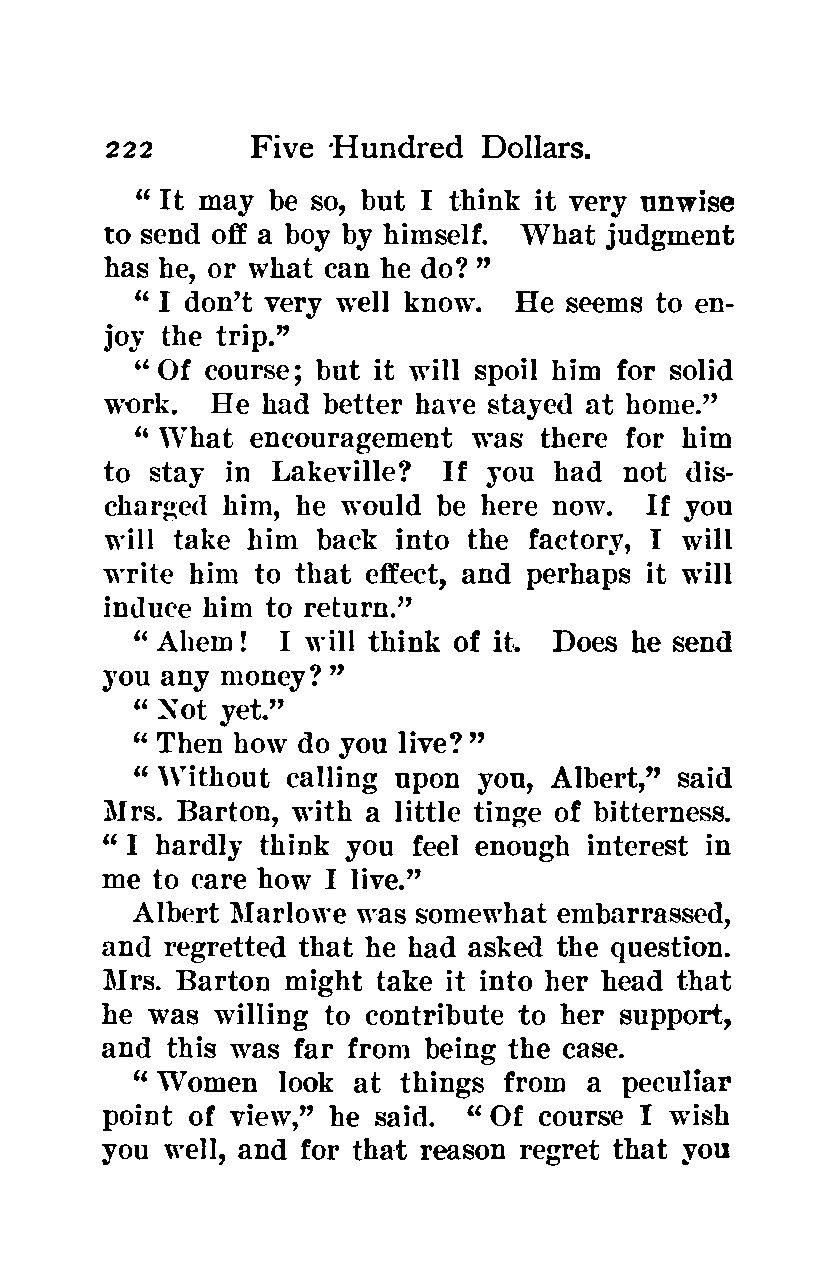 222 Five Hundred Dollars.
“ It may be so, but I think it very unwise
to send off a boy by himself. What judgment
has he, or what can he do? ”
“ I don’t very well know. He seems to en-
joy the trip.”
“ Of course; but it will spoil him for solid
work. He had better have stayed at home.”
“ What encouragement was there for him
to stay in Lakeville? If you had not dis-
charged him, he would be here now. If you
will take him back into the factory, I will
write him to that effect, and perhaps it will
induce him to return.”
“ Ahem! I will think of it. Does he send
you any money? ”
“ Not yet.”
“ Then how do you live? ”
“ Without calling upon you, Albert,” said
Mrs. Barton, with a little tinge of bitterness.
“ I hardly think you feel enough interest in
me to care how I live.”
Albert Marlowe was somewhat embarrassed,
and regretted that he had asked the question.
Mrs. Barton might take it into her head that
he was willing to contribute to her support,
and this was far from being the case.
“ Women look at things from a peculiar
point of view,” he said. “ Of course I wish
you well, and for that reason regret that you